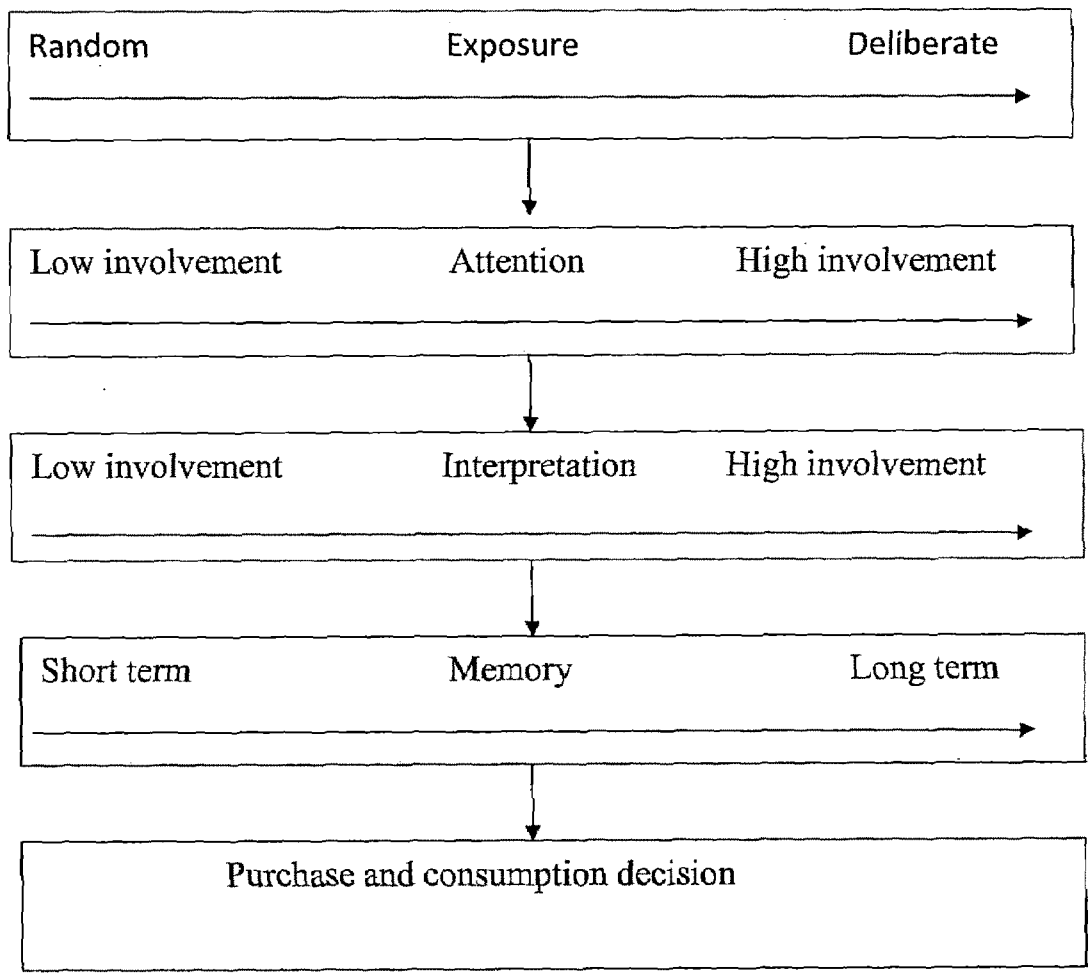 Random Exposure Deliberate
Low involvement Attention High involvement
Low involvement Interpretation High involvement
Short term Memory Long term
Purchase and consumption decision